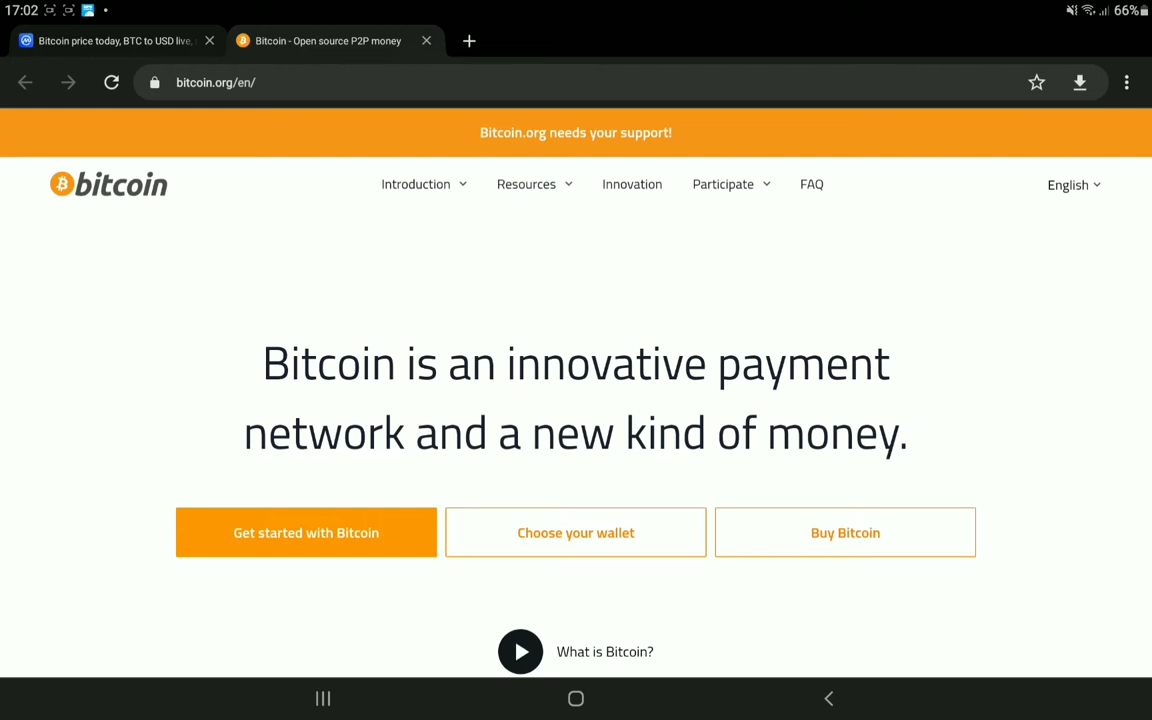 17:02 66%
Bitcoin price today, BTC to USD live,
Bitcoin - Open source P2P money
bitcoin.org/en/
Bitcoin.org needs your support!
bitcoin
Introduction Resources Innovation Participate FAQ English
Bitcoin is an innovative payment
network and a new kind of money.
Get started with Bitcoin Choose your wallet Buy Bitcoin
What is Bitcoin?